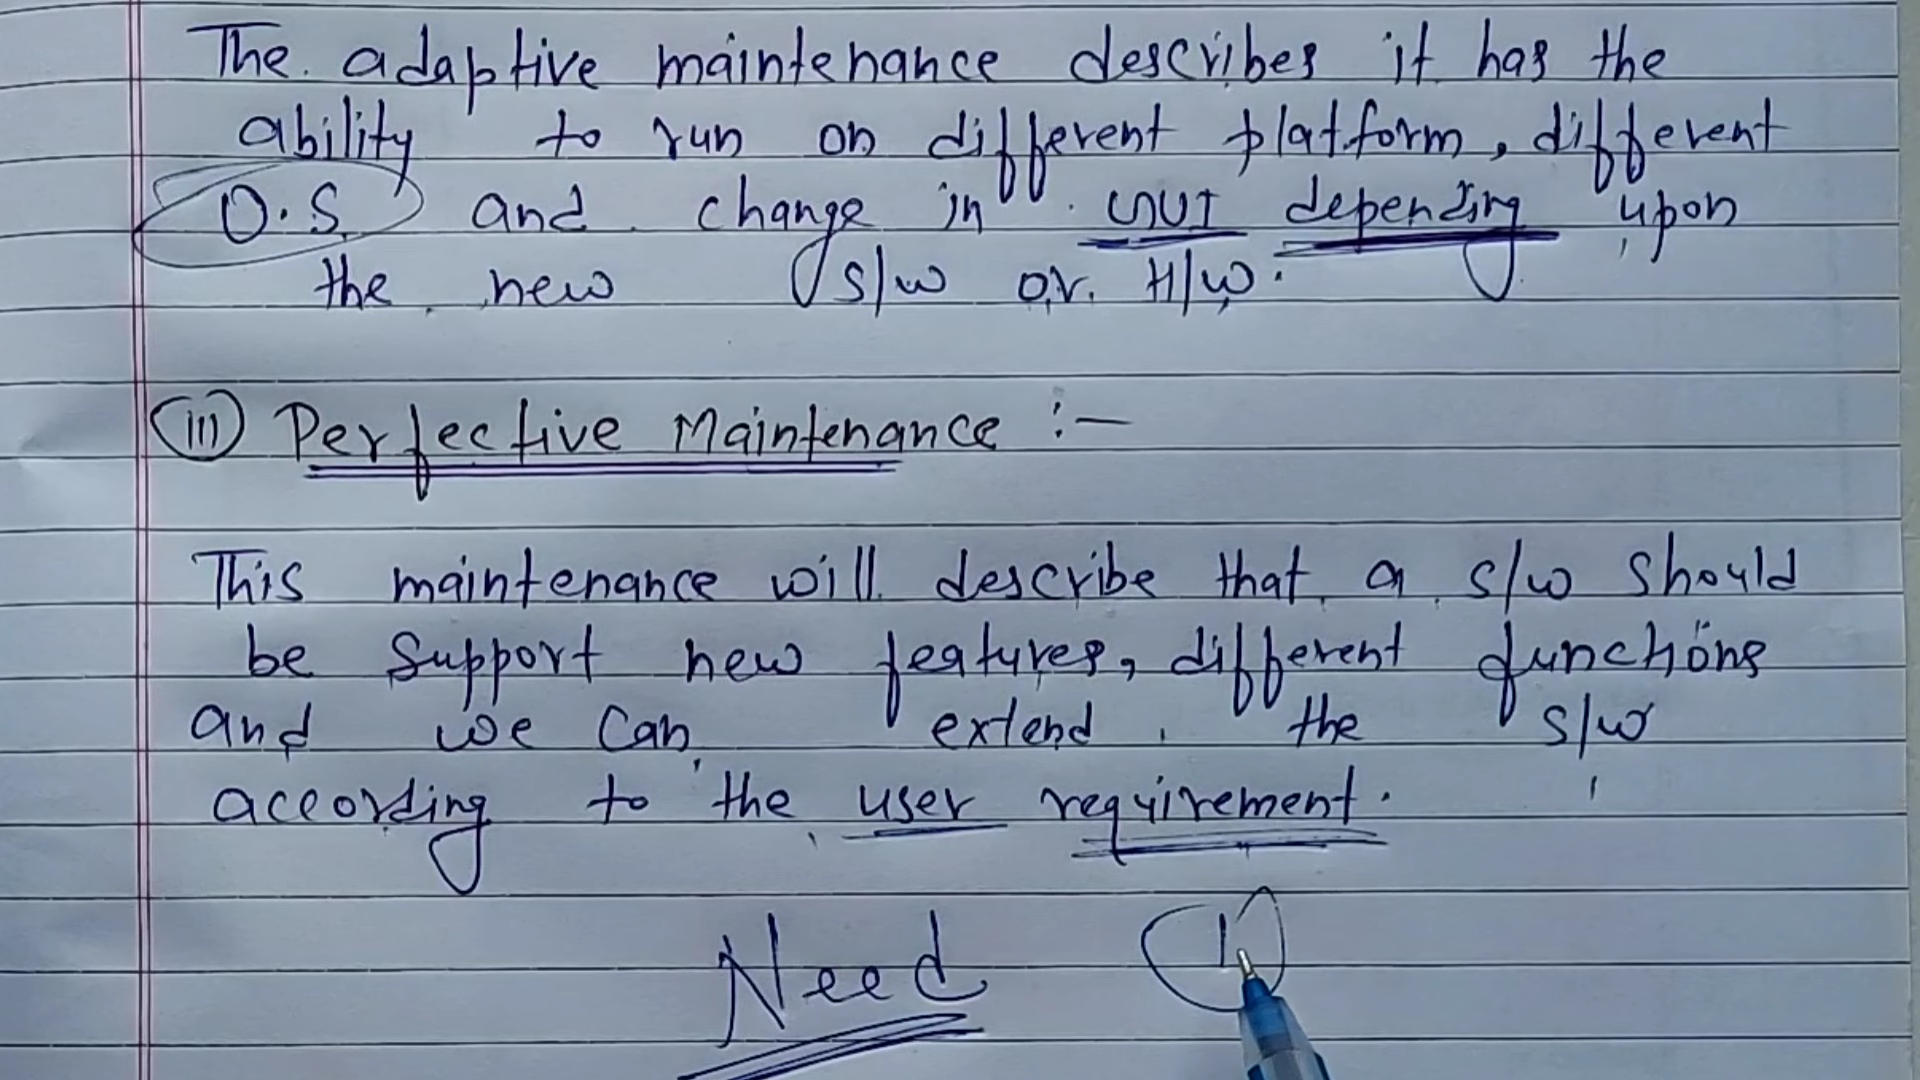 The adaptive maintenance describes it has the
ability to run on different platform, different
O.S. and change in GUI depending upon
the new S/w or H/w.
(iii) Perfective Maintenance :-
This maintenance will describe that a s/w should
be support new features, different functions
and we can extend the s/w
according to the user requirement.
Need 1